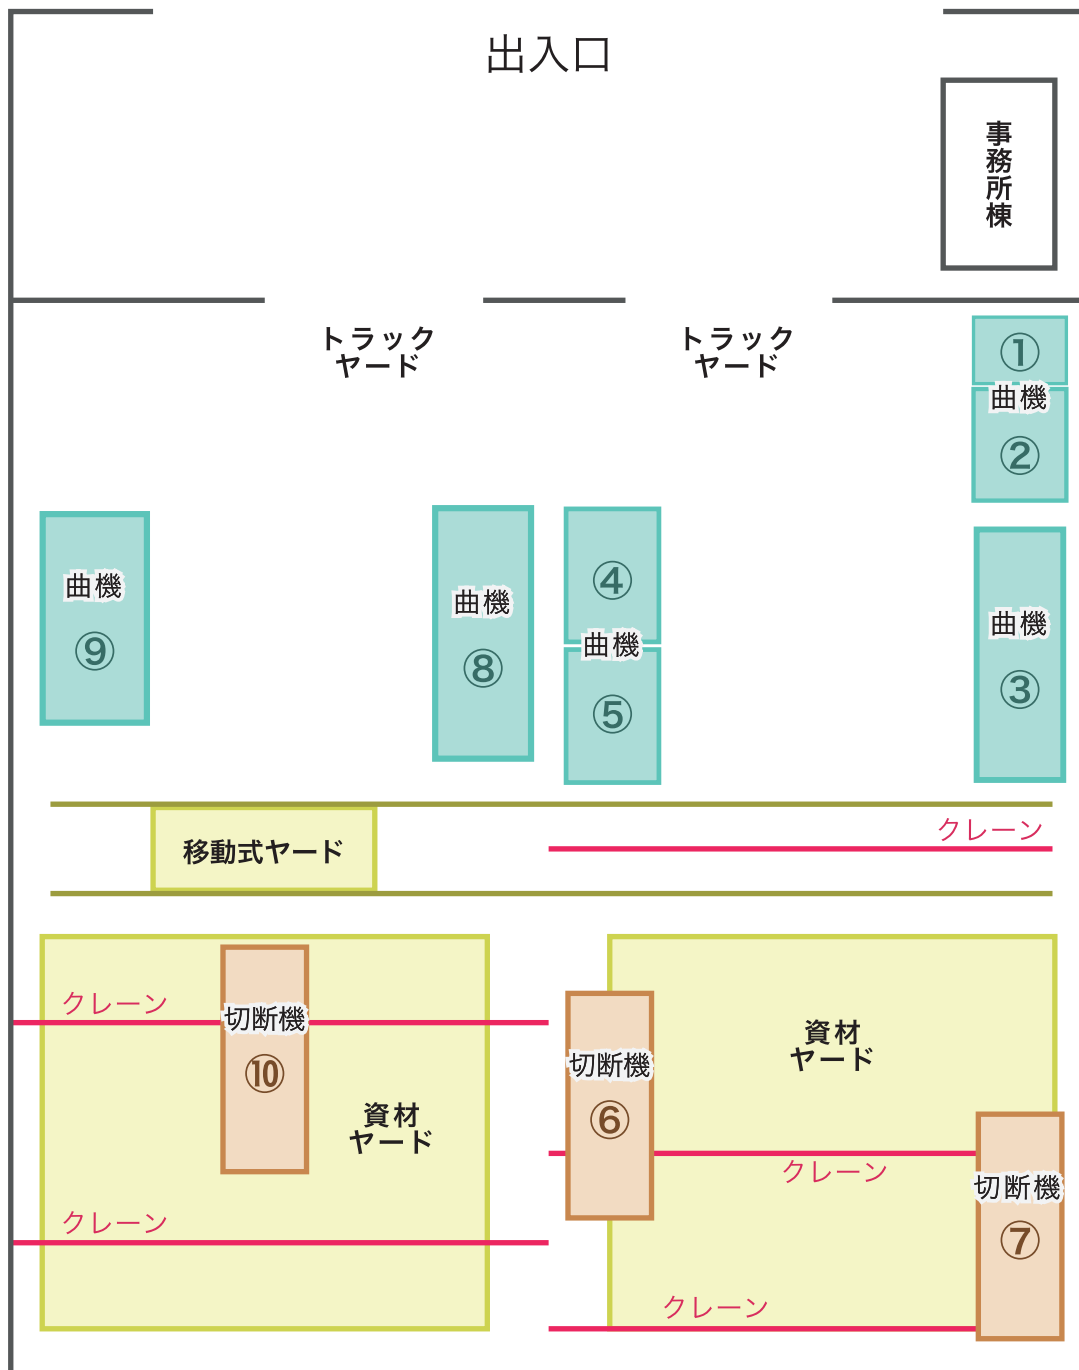 出入口
事務所棟
トラック
ヤード
トラック
ヤード
①
曲機
②
曲機
⑨
曲機
⑧
④
曲機
⑤
曲機
③
移動式ヤード
クレーン
クレーン
切断機
⑩
資材
ヤード
クレーン
切断機
⑥
資材
ヤード
クレーン
切断機
⑦
クレーン